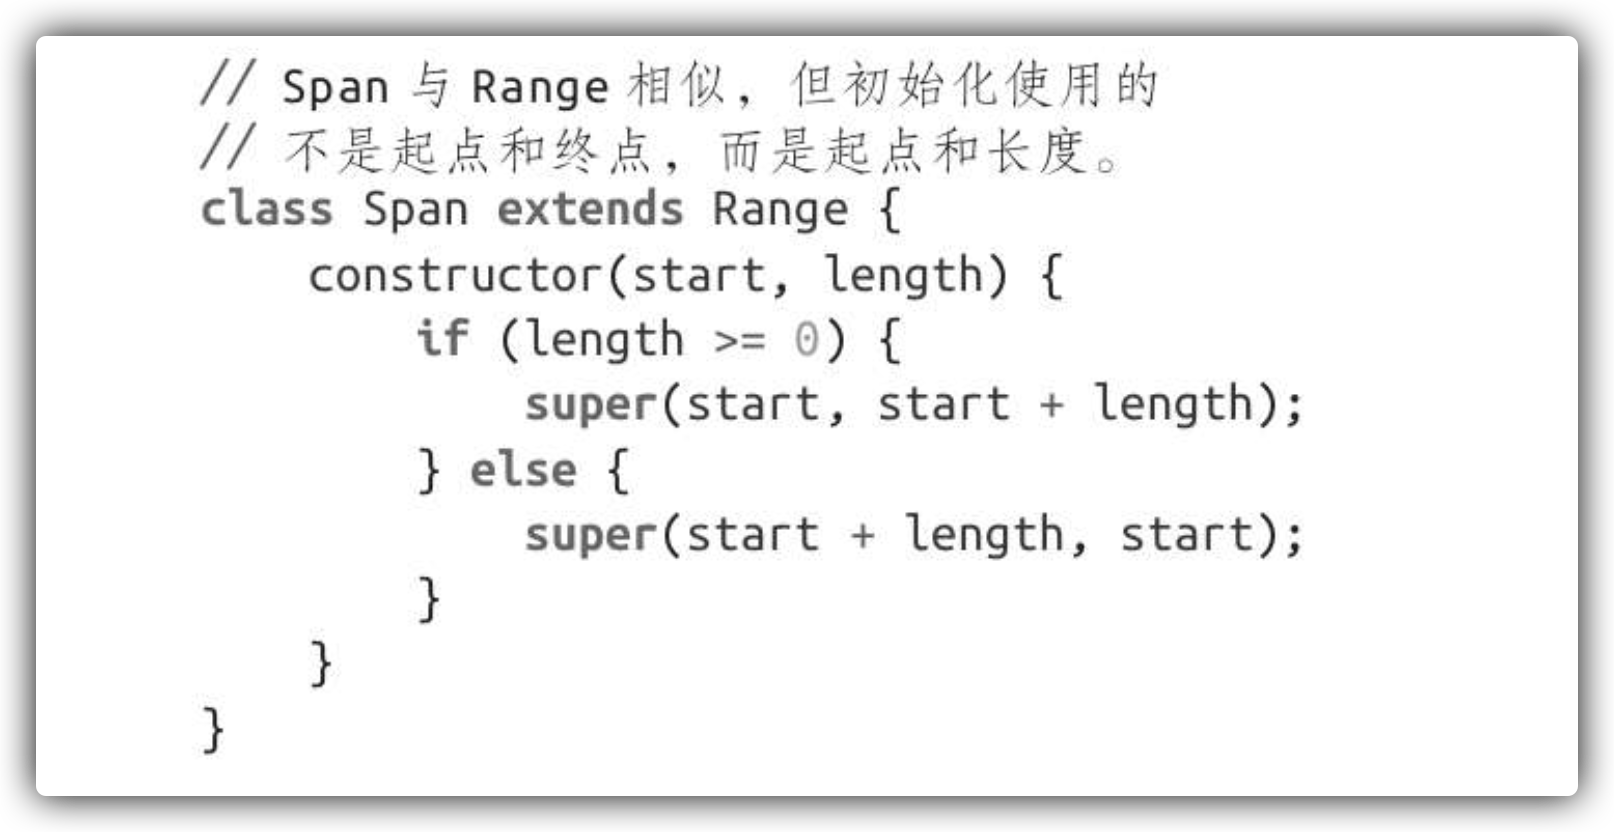 // Span 与 Range 相似，但初始化使用的
// 不是起点和终点，而是起点和长度。
class Span extends Range {
    constructor(start, length) {
        if (length >= 0) {
            super(start, start + length);
        } else {
            super(start + length, start);
        }
    }
}